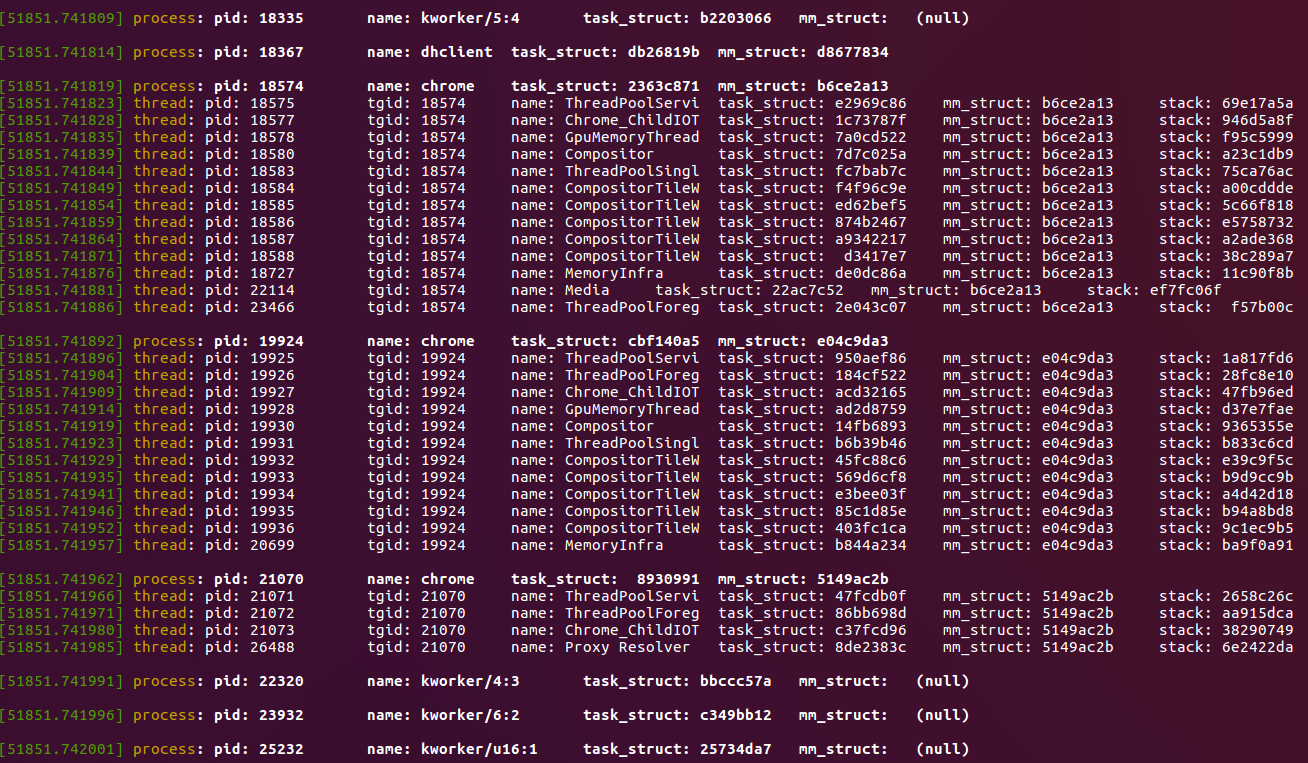 [51851.741809] process: pid: 18335 name: kworker/5:4 task_struct: b2203066 mm_struct: (null)
[51851.741814] process: pid: 18367 name: dhclient task_struct: db26819b mm_struct: d8677834
[51851.741819] process: pid: 18574 name: chrome task_struct: 2363c871 mm_struct: b6ce2a13
[51851.741823] thread: pid: 18575 tgid: 18574 name: ThreadPoolServi task_struct: e2969c86 mm_struct: b6ce2a13 stack: 69e17a5a
[51851.741828] thread: pid: 18577 tgid: 18574 name: Chrome_ChildIOT task_struct: 1c73787f mm_struct: b6ce2a13 stack: 946d5a8f
[51851.741835] thread: pid: 18578 tgid: 18574 name: GpuMemoryThread task_struct: 7a0cd522 mm_struct: b6ce2a13 stack: f95c5999
[51851.741839] thread: pid: 18580 tgid: 18574 name: Compositor task_struct: 7d7c025a mm_struct: b6ce2a13 stack: a23c1db9
[51851.741844] thread: pid: 18583 tgid: 18574 name: ThreadPoolSingl task_struct: fc7bab7c mm_struct: b6ce2a13 stack: 75ca76ac
[51851.741849] thread: pid: 18584 tgid: 18574 name: CompositorTileW task_struct: f4f96c9e mm_struct: b6ce2a13 stack: a00cddde
[51851.741854] thread: pid: 18585 tgid: 18574 name: CompositorTileW task_struct: ed62bef5 mm_struct: b6ce2a13 stack: 5c66f818
[51851.741859] thread: pid: 18586 tgid: 18574 name: CompositorTileW task_struct: 874b2467 mm_struct: b6ce2a13 stack: e5758732
[51851.741864] thread: pid: 18587 tgid: 18574 name: CompositorTileW task_struct: a9342217 mm_struct: b6ce2a13 stack: a2ade368
[51851.741871] thread: pid: 18588 tgid: 18574 name: CompositorTileW task_struct: d3417e7 mm_struct: b6ce2a13 stack: 38c289a7
[51851.741876] thread: pid: 18727 tgid: 18574 name: MemoryInfra task_struct: de0dc86a mm_struct: b6ce2a13 stack: 11c90f8b
[51851.741881] thread: pid: 22114 tgid: 18574 name: Media task_struct: 22ac7c52 mm_struct: b6ce2a13 stack: ef7fc06f
[51851.741886] thread: pid: 23466 tgid: 18574 name: ThreadPoolForeg task_struct: 2e043c07 mm_struct: b6ce2a13 stack: f57b00c
[51851.741892] process: pid: 19924 name: chrome task_struct: cbf140a5 mm_struct: e04c9da3
[51851.741896] thread: pid: 19925 tgid: 19924 name: ThreadPoolServi task_struct: 950aef86 mm_struct: e04c9da3 stack: 1a817fd6
[51851.741904] thread: pid: 19926 tgid: 19924 name: ThreadPoolForeg task_struct: 184cf522 mm_struct: e04c9da3 stack: 28fc8e10
[51851.741909] thread: pid: 19927 tgid: 19924 name: Chrome_ChildIOT task_struct: acd32165 mm_struct: e04c9da3 stack: 47fb96ed
[51851.741914] thread: pid: 19928 tgid: 19924 name: GpuMemoryThread task_struct: ad2d8759 mm_struct: e04c9da3 stack: d37e7fae
[51851.741919] thread: pid: 19930 tgid: 19924 name: Compositor task_struct: 14fb6893 mm_struct: e04c9da3 stack: 9365355e
[51851.741923] thread: pid: 19931 tgid: 19924 name: ThreadPoolSingl task_struct: b6b39b46 mm_struct: e04c9da3 stack: b833c6cd
[51851.741929] thread: pid: 19932 tgid: 19924 name: CompositorTileW task_struct: 45fc88c6 mm_struct: e04c9da3 stack: e39c9f5c
[51851.741935] thread: pid: 19933 tgid: 19924 name: CompositorTileW task_struct: 569d6cf8 mm_struct: e04c9da3 stack: b9d9cc9b
[51851.741941] thread: pid: 19934 tgid: 19924 name: CompositorTileW task_struct: e3bee03f mm_struct: e04c9da3 stack: a4d42d18
[51851.741946] thread: pid: 19935 tgid: 19924 name: CompositorTileW task_struct: 85c1d85e mm_struct: e04c9da3 stack: b94a8bd8
[51851.741952] thread: pid: 19936 tgid: 19924 name: CompositorTileW task_struct: 403fc1ca mm_struct: e04c9da3 stack: 9c1ec9b5
[51851.741957] thread: pid: 20699 tgid: 19924 name: MemoryInfra task_struct: b844a234 mm_struct: e04c9da3 stack: ba9f0a91
[51851.741962] process: pid: 21070 name: chrome task_struct: 8930991 mm_struct: 5149ac2b
[51851.741966] thread: pid: 21071 tgid: 21070 name: ThreadPoolServi task_struct: 47fcdb0f mm_struct: 5149ac2b stack: 2658c26c
[51851.741971] thread: pid: 21072 tgid: 21070 name: ThreadPoolForeg task_struct: 86bb698d mm_struct: 5149ac2b stack: aa915dca
[51851.741980] thread: pid: 21073 tgid: 21070 name: Chrome_ChildIOT task_struct: c37fcd96 mm_struct: 5149ac2b stack: 38290749
[51851.741985] thread: pid: 26488 tgid: 21070 name: Proxy Resolver task_struct: 8de2383c mm_struct: 5149ac2b stack: 6e2422da
[51851.741991] process: pid: 22320 name: kworker/4:3 task_struct: bbccc57a mm_struct: (null)
[51851.741996] process: pid: 23932 name: kworker/6:2 task_struct: c349bb12 mm_struct: (null)
[51851.742001] process: pid: 25232 name: kworker/u16:1 task_struct: 25734da7 mm_struct: (null)